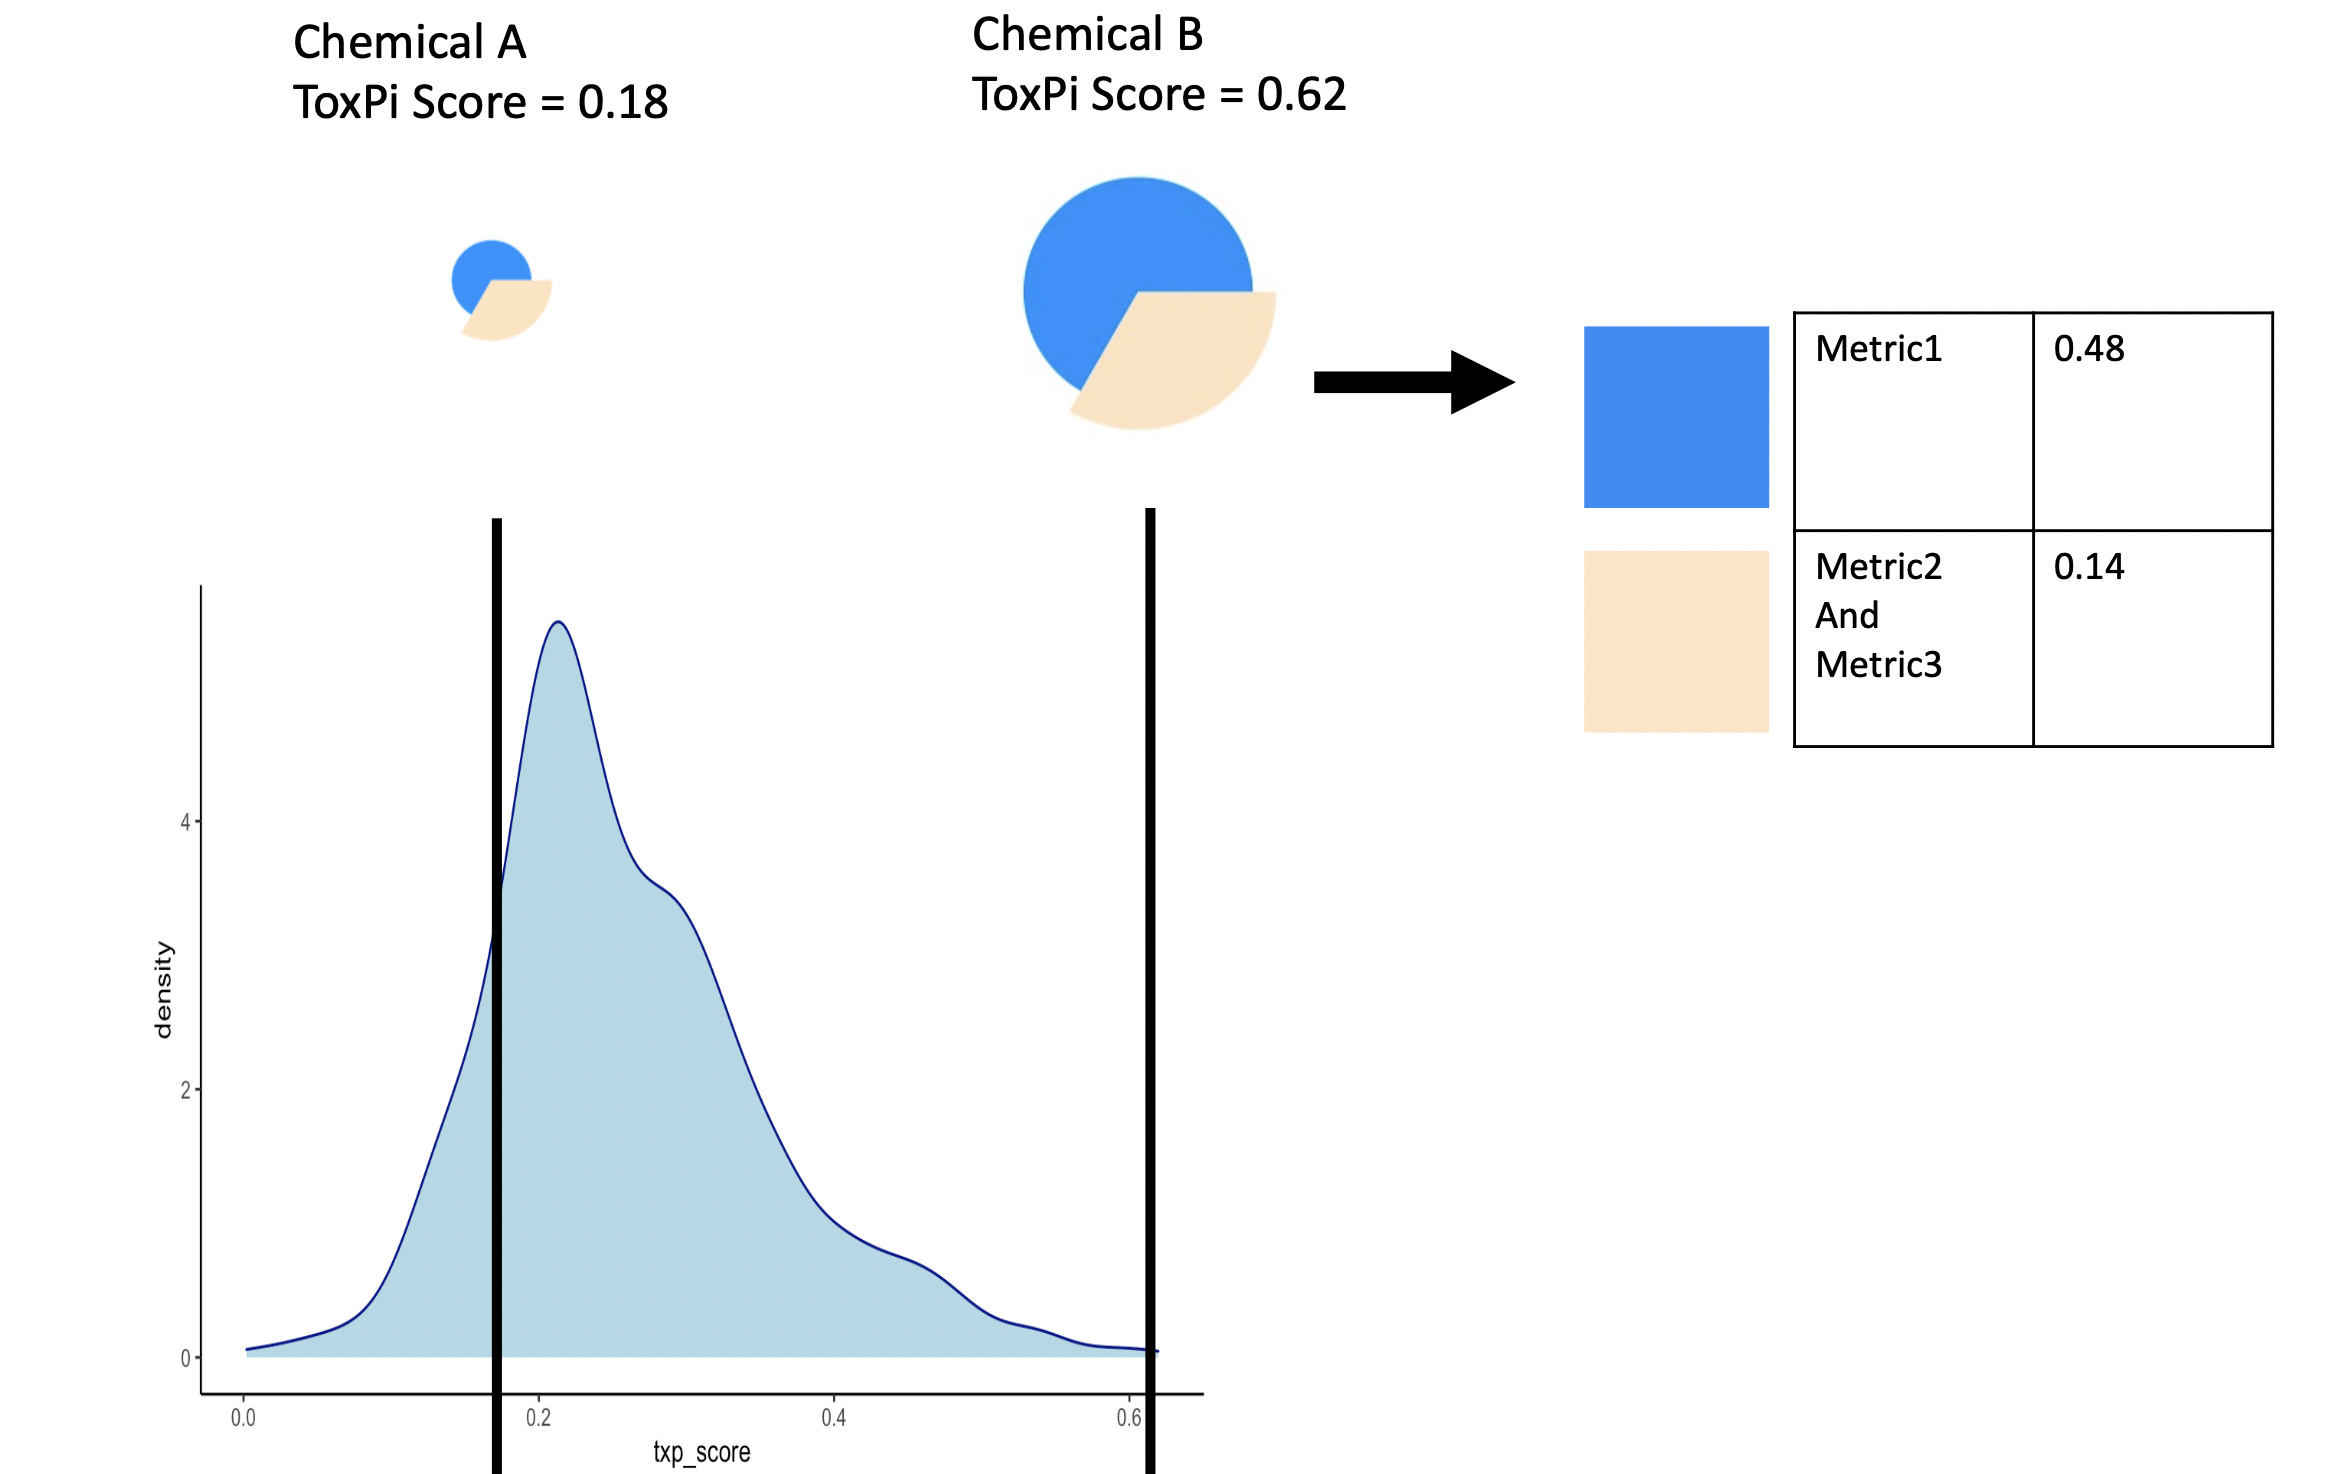 Chemical A
ToxPi Score = 0.18
Chemical B
ToxPi Score = 0.62
Metric1
0.48
Metric2
And
Metric3
0.14
density
4
2
0
0.0
0.2
0.4
0.6
txp_score